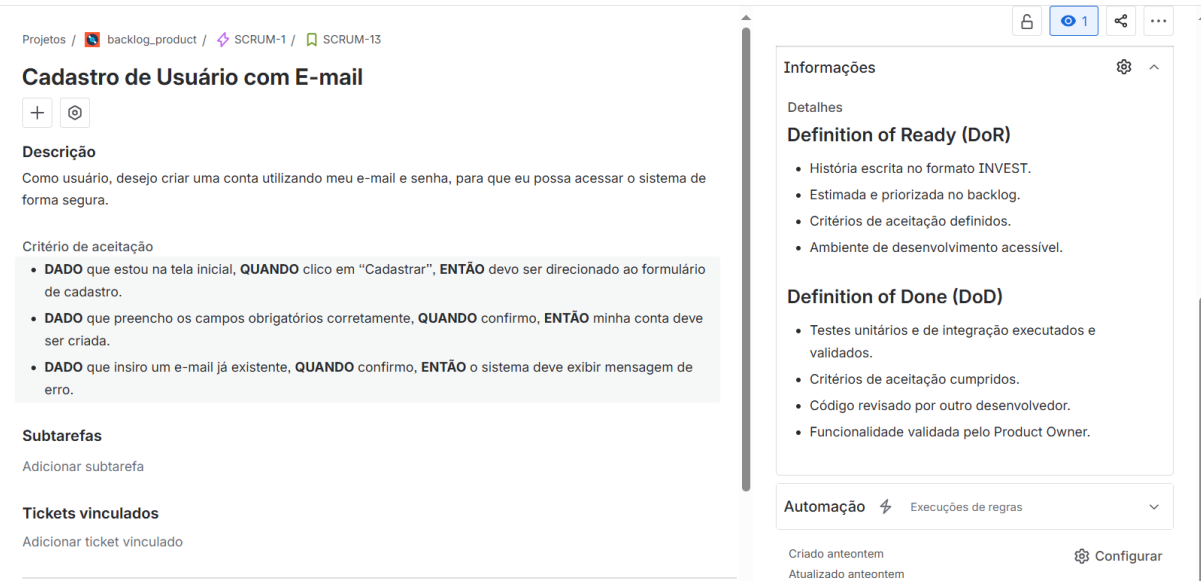 Projetos / backlog_product / SCRUM-1 / SCRUM-13
Cadastro de Usuário com E-mail
Descrição
Como usuário, desejo criar uma conta utilizando meu e-mail e senha, para que eu possa acessar o sistema de
forma segura.
Critério de aceitação
• DADO que estou na tela inicial, QUANDO clico em “Cadastrar”, ENTÃO devo ser direcionado ao formulário
de cadastro.
• DADO que preencho os campos obrigatórios corretamente, QUANDO confirmo, ENTÃO minha conta deve
ser criada.
• DADO que insiro um e-mail já existente, QUANDO confirmo, ENTÃO o sistema deve exibir mensagem de
erro.
Subtarefas
Adicionar subtarefa
Tickets vinculados
Adicionar ticket vinculado
1
Informações
Detalhes
Definition of Ready (DoR)
• História escrita no formato INVEST.
• Estimada e priorizada no backlog.
• Critérios de aceitação definidos.
• Ambiente de desenvolvimento acessível.
Definition of Done (DoD)
• Testes unitários e de integração executados e
validados.
• Critérios de aceitação cumpridos.
• Código revisado por outro desenvolvedor.
• Funcionalidade validada pelo Product Owner.
Automação Execuções de regras
Criado anteontem
Configurar
Atualizado anteontem